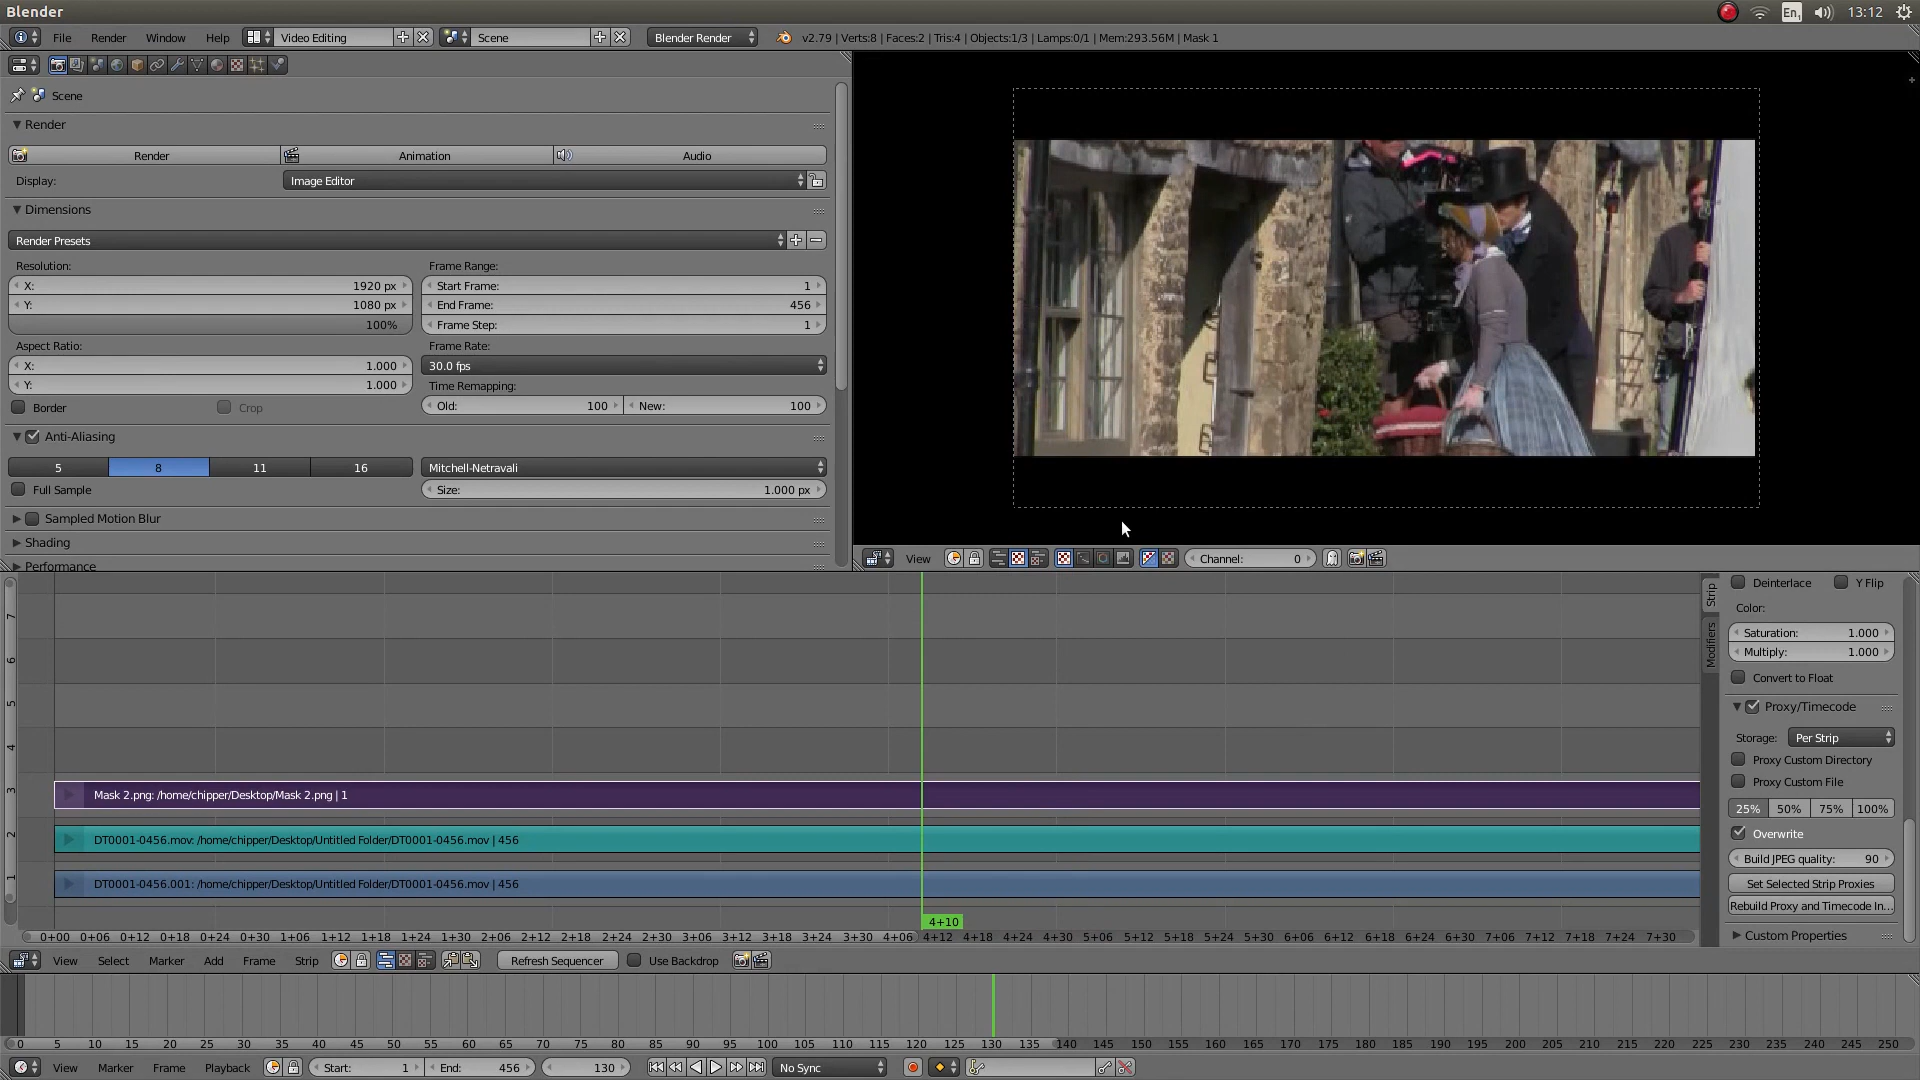 Blender
En 13:12
File Render Window Help Video Editing Scene Blender Render v2.79 | Verts:8 | Faces:2 | Tris:4 | Objects:1/3 | Lamps:0/1 | Mem:293.56M | Mask 1
Scene
Render
Render Animation Audio
Display: Image Editor
Dimensions
Render Presets
Resolution: Frame Range:
X: 1920 px Start Frame: 1
Y: 1080 px End Frame: 456
100% Frame Step: 1
Aspect Ratio: Frame Rate:
X: 1.000 30.0 fps
Y: 1.000 Time Remapping:
Border Crop Old: 100 New: 100
Anti-Aliasing
5 8 11 16 Mitchell-Netravali
Full Sample Size: 1.000 px
Sampled Motion Blur
Shading
Performance
View Channel: 0
7
6
5
4
3
2
1
Mask 2.png: /home/chipper/Desktop/Mask 2.png | 1
DT0001-0456.mov: /home/chipper/Desktop/Untitled Folder/DT0001-0456.mov | 456
DT0001-0456.001: /home/chipper/Desktop/Untitled Folder/DT0001-0456.mov | 456
4+10
0+00 0+06 0+12 0+18 0+24 0+30 1+06 1+12 1+18 1+24 1+30 2+06 2+12 2+18 2+24 2+30 3+06 3+12 3+18 3+24 3+30 4+06 4+12 4+18 4+24 4+30 5+06 5+12 5+18 5+24 5+30 6+06 6+12 6+18 6+24 6+30 7+06 7+12 7+18 7+24 7+30
Strip
Modifiers
Deinterlace Y Flip
Color:
Saturation: 1.000
Multiply: 1.000
Convert to Float
Proxy/Timecode
Storage: Per Strip
Proxy Custom Directory
Proxy Custom File
25% 50% 75% 100%
Overwrite
Build JPEG quality: 90
Set Selected Strip Proxies
Rebuild Proxy and Timecode In...
Custom Properties
View Select Marker Add Frame Strip Refresh Sequencer Use Backdrop
0 5 10 15 20 25 30 35 40 45 50 55 60 65 70 75 80 85 90 95 100 105 110 115 120 125 130 135 140 145 150 155 160 165 170 175 180 185 190 195 200 205 210 215 220 225 230 235 240 245 250
View Marker Frame Playback Start: 1 End: 456 130 No Sync